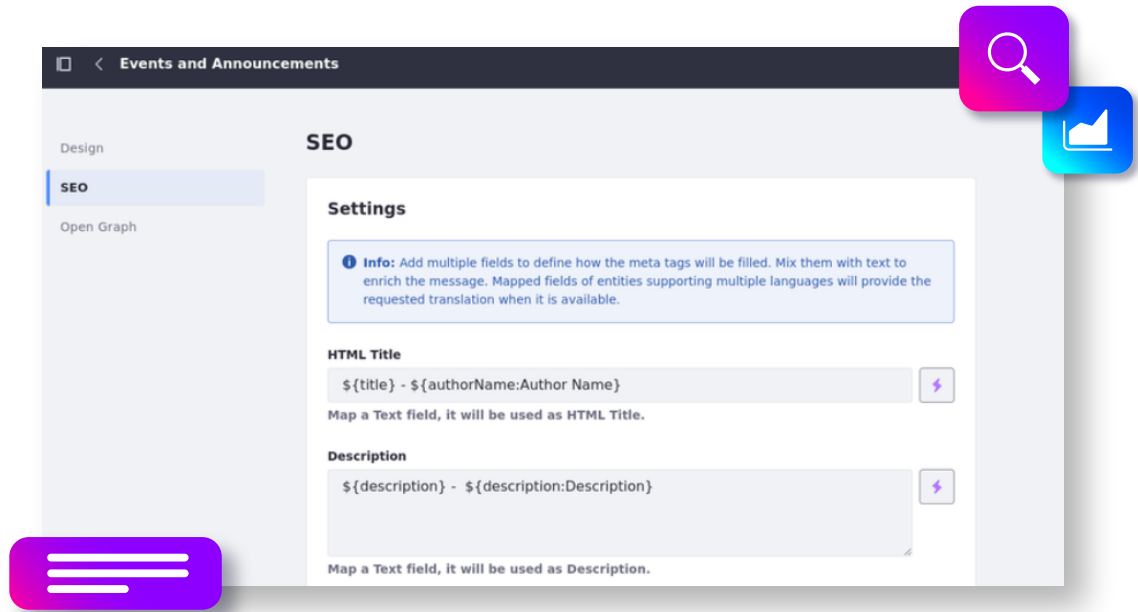 Events and Announcements
Design
SEO
Open Graph
SEO
Settings
Info: Add multiple fields to define how the meta tags will be filled. Mix them with text to
enrich the message. Mapped fields of entities supporting multiple languages will provide the
requested translation when it is available.
HTML Title
${title} - ${authorName:Author Name}
Map a Text field, it will be used as HTML Title.
Description
${description} -  ${description:Description}
Map a Text field, it will be used as Description.